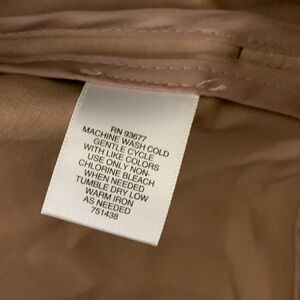 RN 93677
MACHINE WASH COLD
GENTLE CYCLE
WITH LIKE COLORS
USE ONLY NON-
CHLORINE BLEACH
WHEN NEEDED
TUMBLE DRY LOW
WARM IRON
AS NEEDED
751438